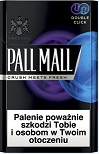 DOUBLE
CLICK
PALL MALL
CRUSH MEETS FRESH
Palenie poważnie
szkodzi Tobie
i osobom w Twoim
otoczeniu